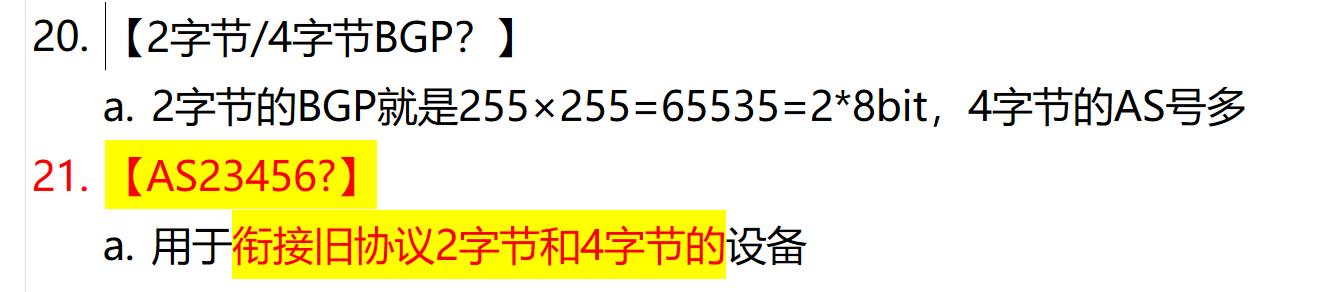 20. 【2字节/4字节BGP？】
a. 2字节的BGP就是255×255=65535=2*8bit，4字节的AS号多
21. 【AS23456?】
a. 用于衔接旧协议2字节和4字节的设备